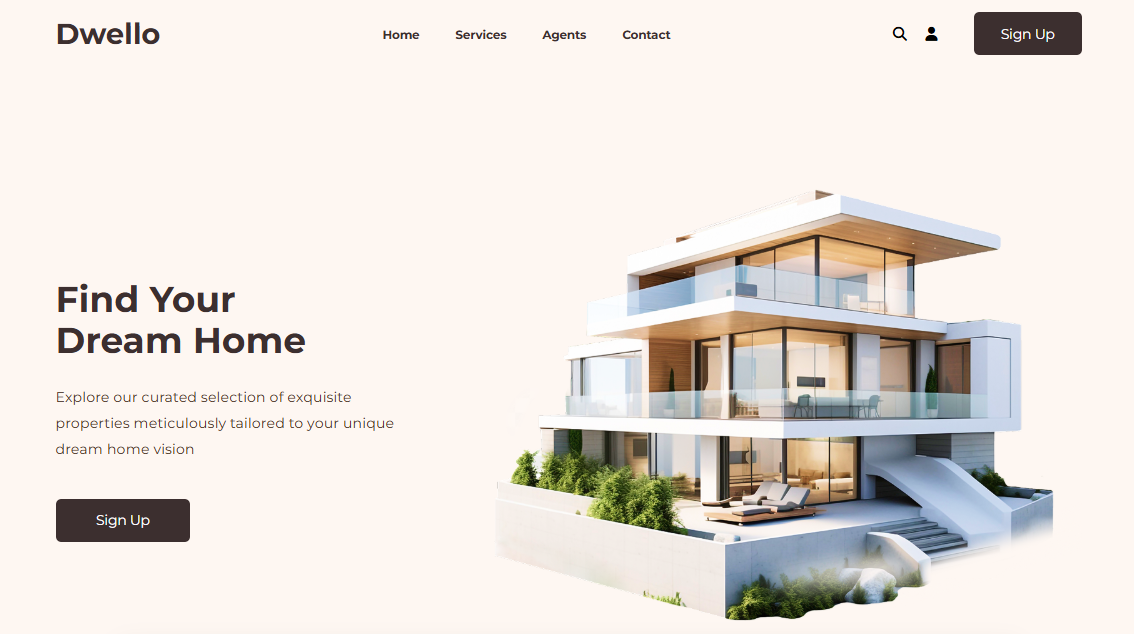 Dwello
Home Services Agents Contact
Sign Up
Find Your
Dream Home
Explore our curated selection of exquisite
properties meticulously tailored to your unique
dream home vision
Sign Up